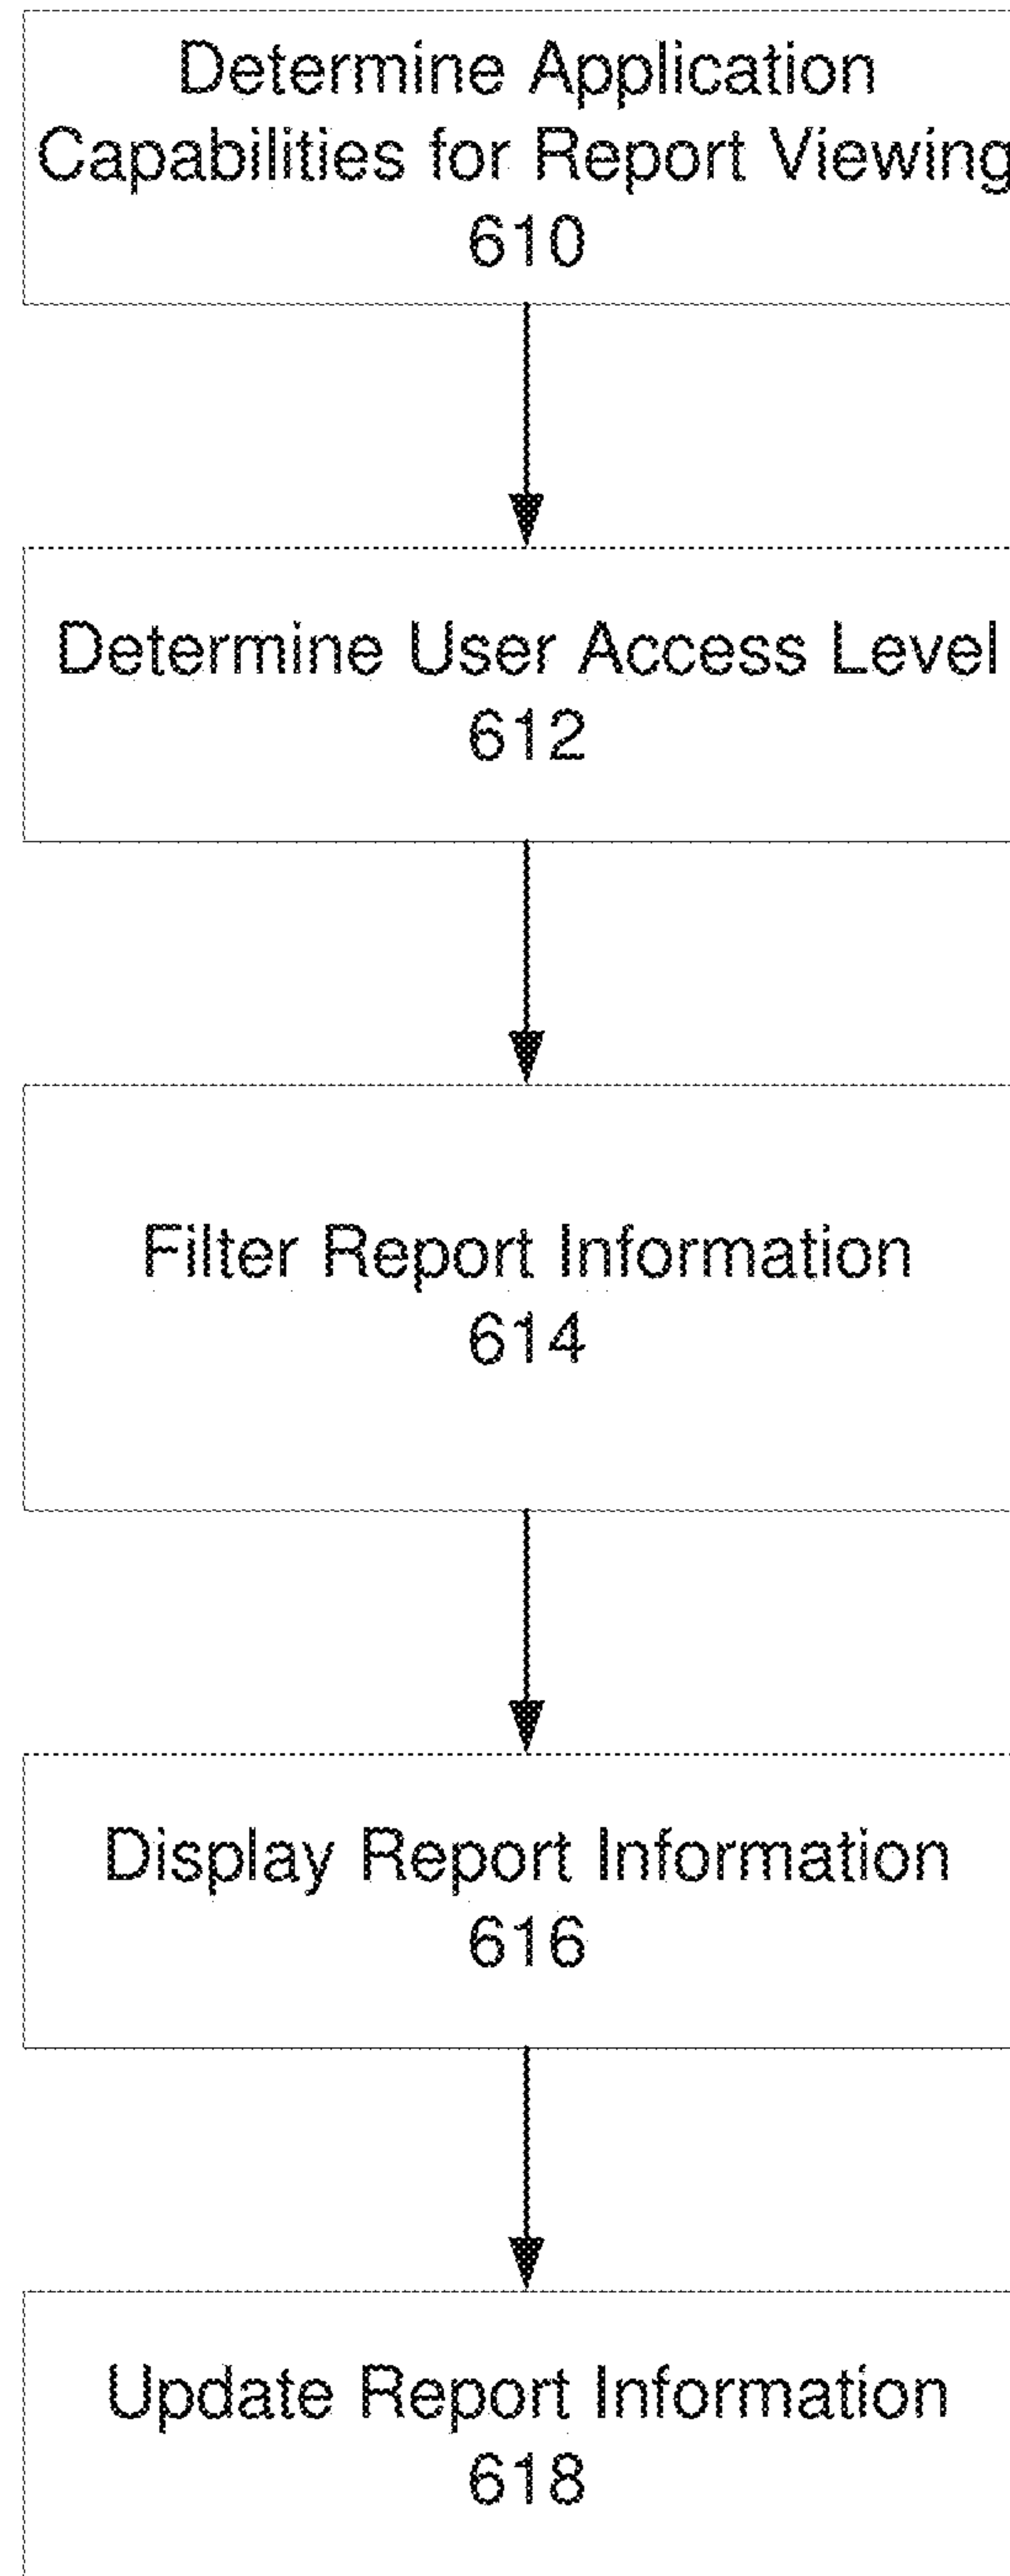 Determine Application
Capabilities for Report Viewing
610
Determine User Access Level
612
Filter Report Information
614
Display Report Information
616
Update Report Information
618